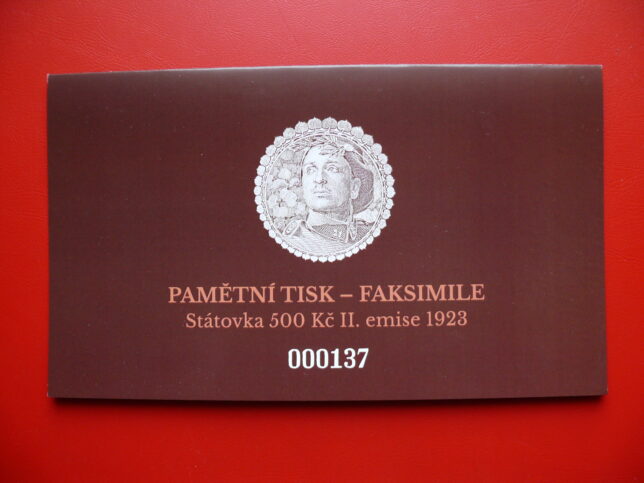 PAMĚTNÍ TISK – FAKSIMILE
Státovka 500 Kč II. emise 1923
000137